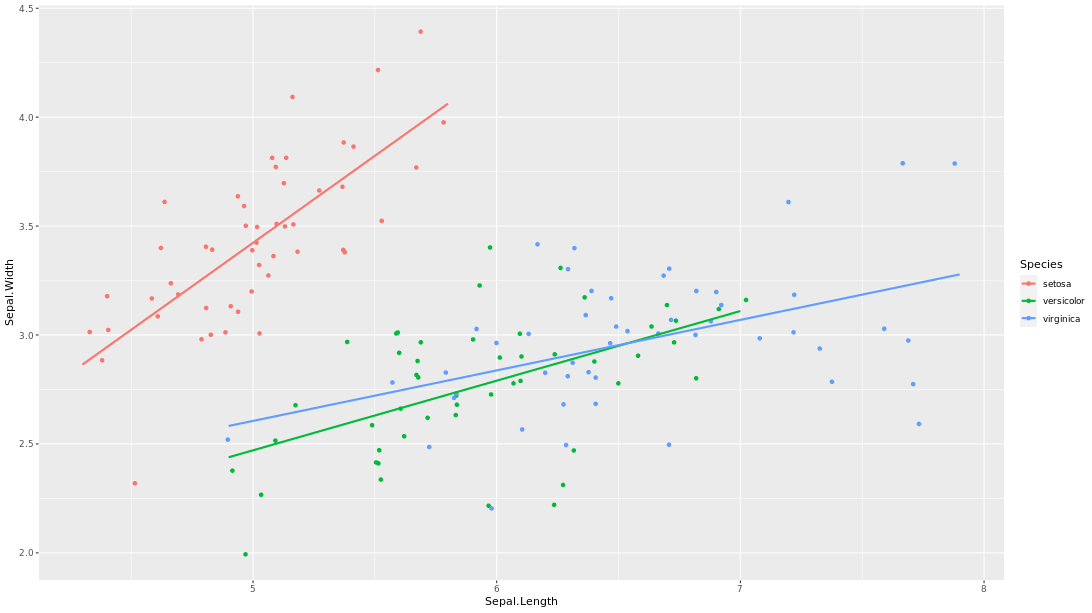 4.5
4.0
3.5
3.0
2.5
2.0
Sepal.Width
5 6 7 8
Sepal.Length
Species
setosa
versicolor
virginica